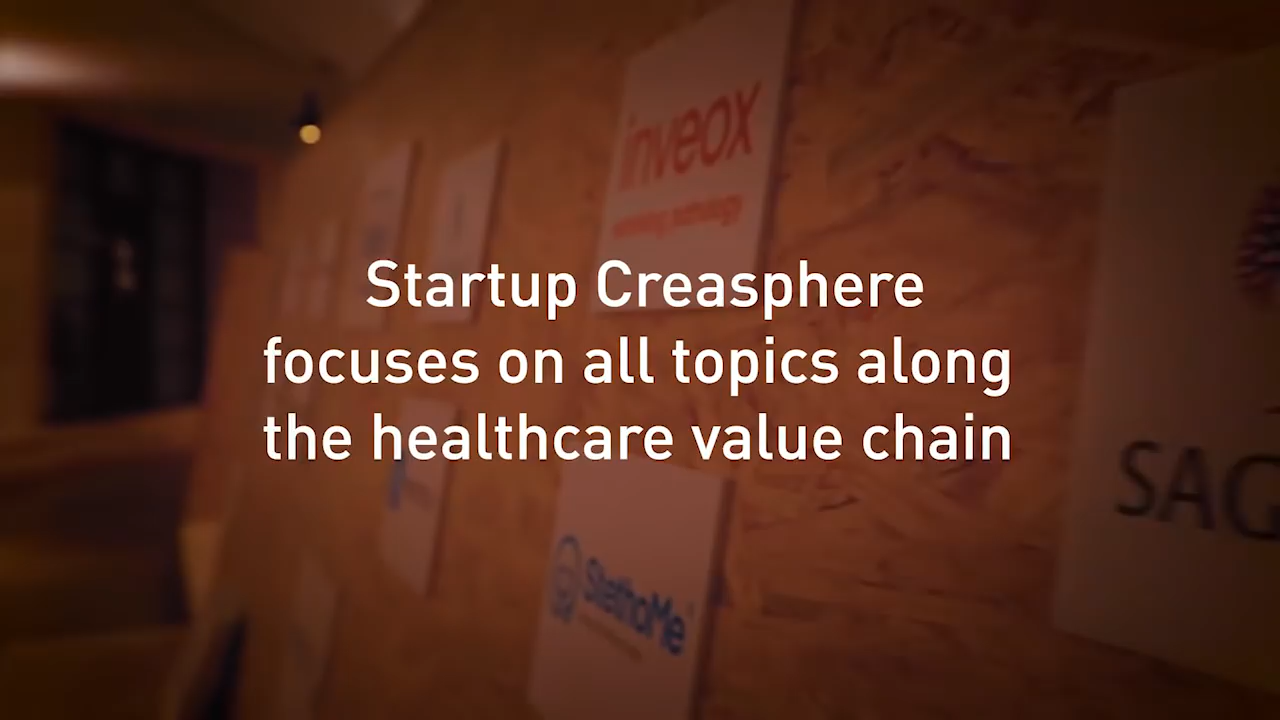 inveox
Startup Creasphere
focuses on all topics along
the healthcare value chain
SAG
StethoMe